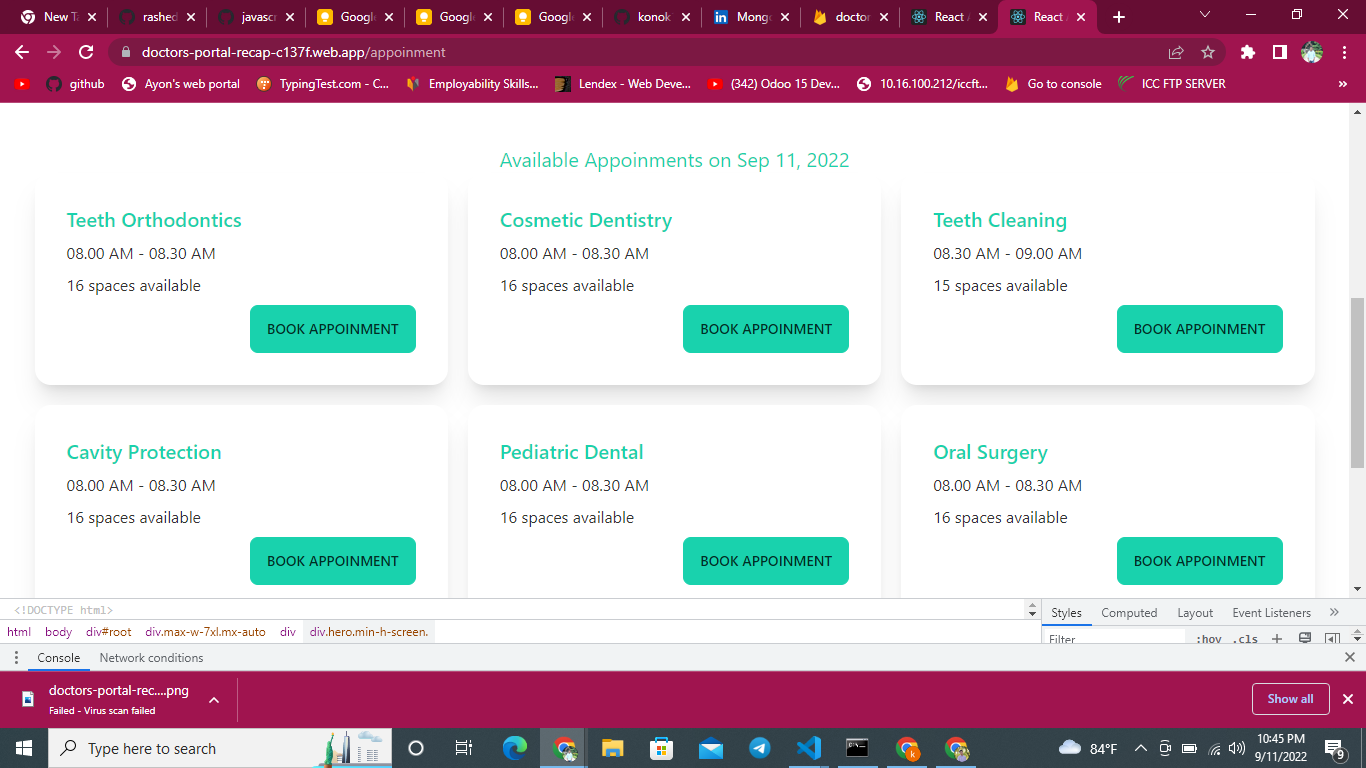 New Ta
rashed
javascr
Google
Google
Google
konok
Mongo
doctor
React A
React A
doctors-portal-recap-c137f.web.app/appoinment
github
Ayon's web portal
TypingTest.com - C...
Employability Skills...
Lendex - Web Deve...
(342) Odoo 15 Dev...
10.16.100.212/iccft...
Go to console
ICC FTP SERVER
»
Available Appoinments on Sep 11, 2022
Teeth Orthodontics
08.00 AM - 08.30 AM
16 spaces available
BOOK APPOINMENT
Cosmetic Dentistry
08.00 AM - 08.30 AM
16 spaces available
BOOK APPOINMENT
Teeth Cleaning
08.30 AM - 09.00 AM
15 spaces available
BOOK APPOINMENT
Cavity Protection
08.00 AM - 08.30 AM
16 spaces available
BOOK APPOINMENT
Pediatric Dental
08.00 AM - 08.30 AM
16 spaces available
BOOK APPOINMENT
Oral Surgery
08.00 AM - 08.30 AM
16 spaces available
BOOK APPOINMENT
<!DOCTYPE html>
html body div#root div.max-w-7xl.mx-auto div div.hero.min-h-screen.
Styles Computed Layout Event Listeners »
Filter :hov .cls +
Console Network conditions
doctors-portal-rec....png
Failed - Virus scan failed
Show all
Type here to search
84°F
10:45 PM
9/11/2022
9